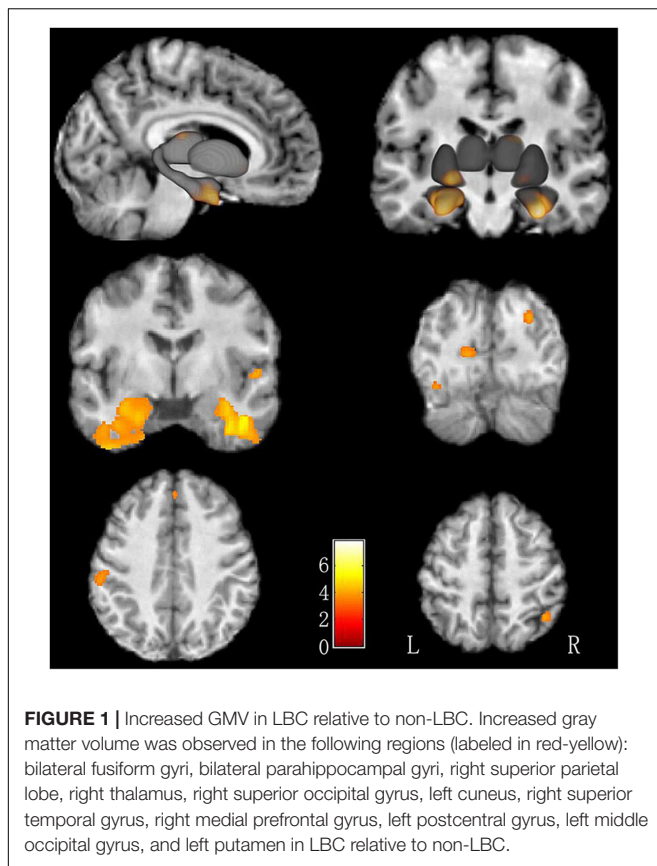 6
4
2
0
L
R
FIGURE 1 | Increased GMV in LBC relative to non-LBC. Increased gray
matter volume was observed in the following regions (labeled in red-yellow):
bilateral fusiform gyri, bilateral parahippocampal gyri, right superior parietal
lobe, right thalamus, right superior occipital gyrus, left cuneus, right superior
temporal gyrus, right medial prefrontal gyrus, left postcentral gyrus, left middle
occipital gyrus, and left putamen in LBC relative to non-LBC.